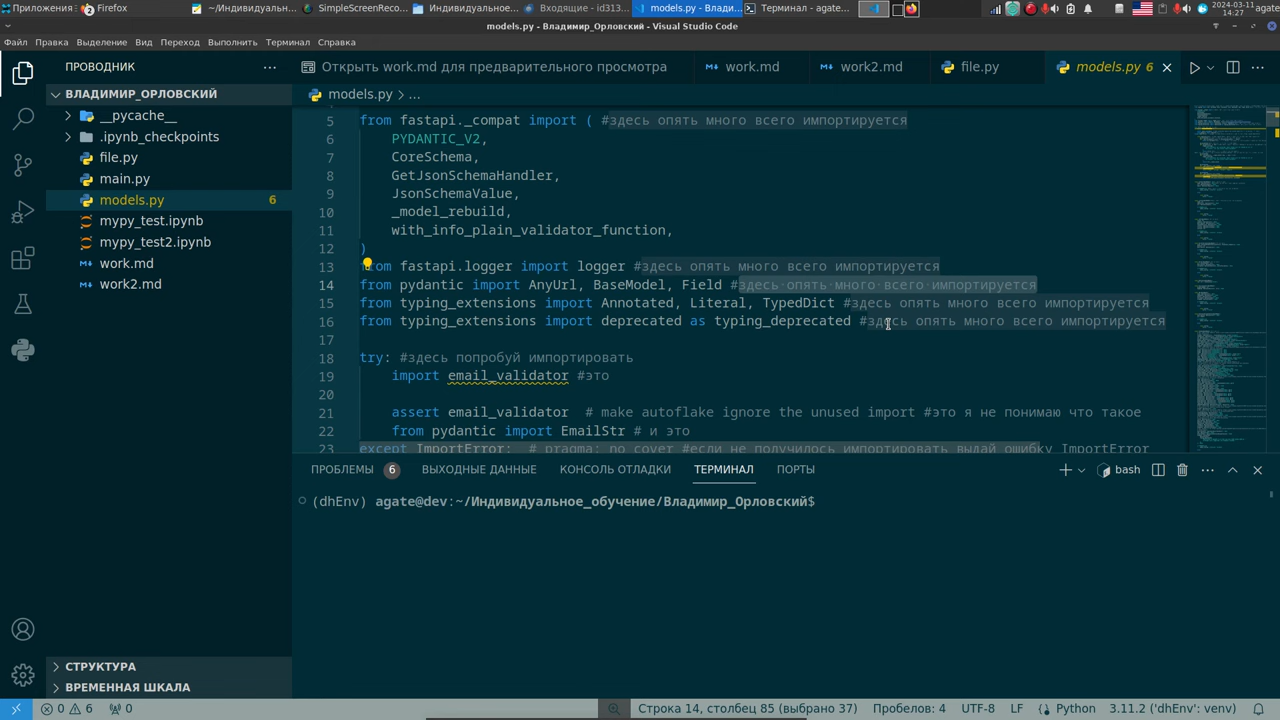 Приложения Firefox ~/Индивидуальн... SimpleScreenReco... Входящие - id313... models.py - Влади... Терминал - agate... 2024-03-11 14:27 agate
models.py - Владимир_Орловский - Visual Studio Code
Файл Правка Выделение Вид Переход Выполнить Терминал Справка
ПРОВОДНИК ...
Открыть work.md для предварительного просмотра work.md work2.md file.py models.py 6
ВЛАДИМИР_ОРЛОВСКИЙ
__pycache__
.ipynb_checkpoints
file.py
main.py
models.py 6
mypy_test.ipynb
mypy_test2.ipynb
work.md
work2.md
СТРУКТУРА
ВРЕМЕННАЯ ШКАЛА
models.py > ...
5 from fastapi._compat import ( #здесь опять много всего импортируется
6 PYDANTIC_V2,
7 CoreSchema,
8 GetJsonSchemaHandler,
9 JsonSchemaValue,
10 _model_rebuild,
11 with_info_plain_validator_function,
12 )
13 from fastapi.logger import logger #здесь опять много всего импортируется
14 from pydantic import AnyUrl, BaseModel, Field #здесь опять много всего импортируется
15 from typing_extensions import Annotated, Literal, TypedDict #здесь опять много всего импортируется
16 from typing_extensions import deprecated as typing_deprecated #здесь опять много всего импортируется
17
18 try: #здесь попробуй импортировать
19 import email_validator #это
20
21 assert email_validator # make autoflake ignore the unused import #этого не понимаю что такое
22 from pydantic import EmailStr # и это
23 except ImportError: # pragma: no cover #если не получилось импортировать выдай ошибку ImportError
ПРОБЛЕМЫ 6 ВЫХОДНЫЕ ДАННЫЕ КОНСОЛЬ ОТЛАДКИ ТЕРМИНАЛ ПОРТЫ bash
(dhEnv) agate@dev:~/Индивидуальное_обучение/Владимир_Орловский$
0 6 0 Строка 14, столбец 85 (выбрано 37) Пробелов: 4 UTF-8 LF Python 3.11.2 ('dhEnv': venv)